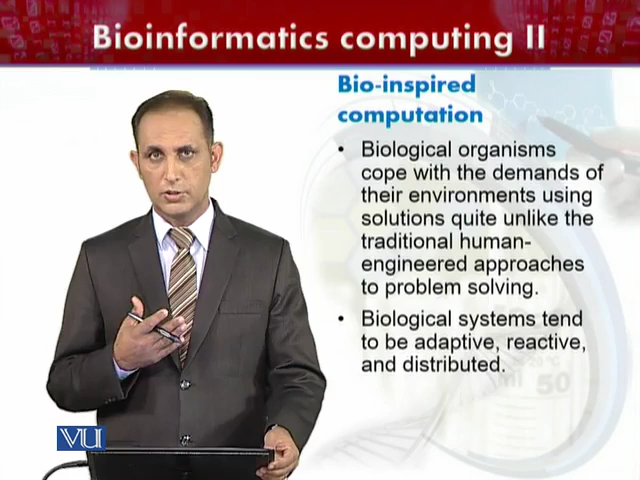 Bioinformatics computing II
Bio-inspired
computation
• Biological organisms
cope with the demands of
their environments using
solutions quite unlike the
traditional human-
engineered approaches
to problem solving.
• Biological systems tend
to be adaptive, reactive,
and distributed.
50
VU